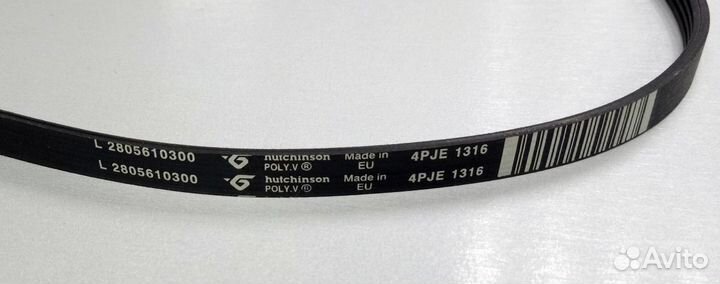 L 2805610300 hutchinson Made in 4PJE 1316
POLY.V ® EU
L 2805610300 hutchinson Made in 4PJE 1316
POLY.V ® EU
Avito